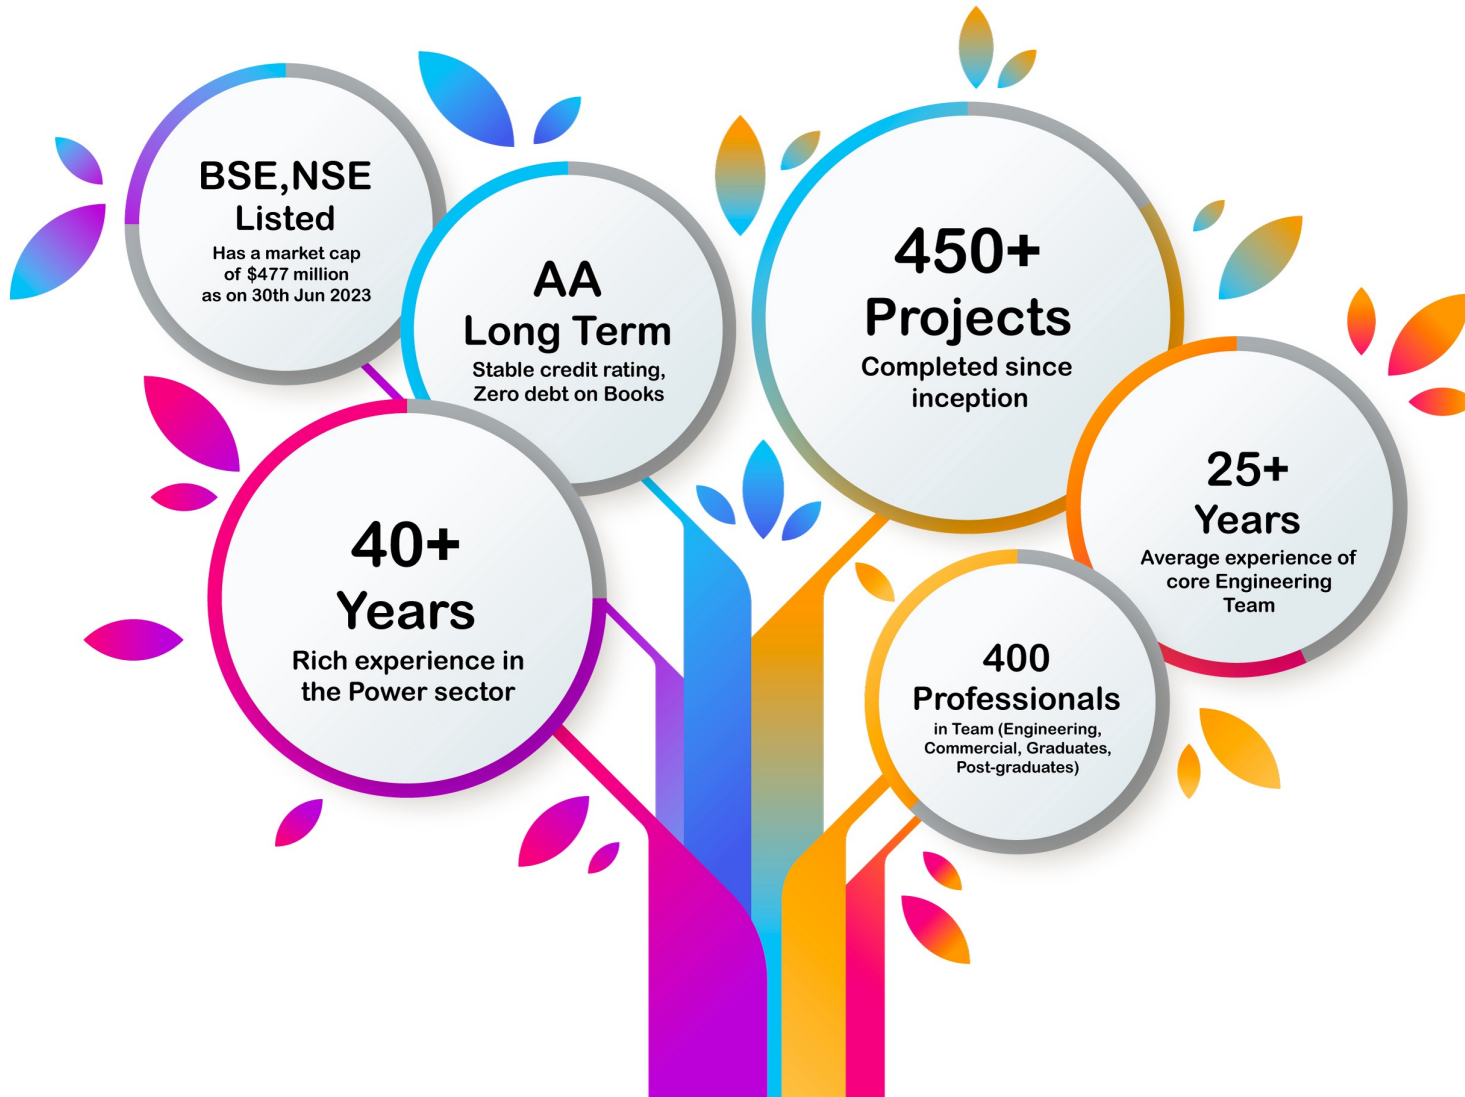 BSE,NSE
Listed
Has a market cap
of $477 million
as on 30th Jun 2023
AA
Long Term
Stable credit rating,
Zero debt on Books
450+
Projects
Completed since
inception
40+
Years
Rich experience in
the Power sector
25+
Years
Average experience of
core Engineering
Team
400
Professionals
in Team (Engineering,
Commercial, Graduates,
Post-graduates)